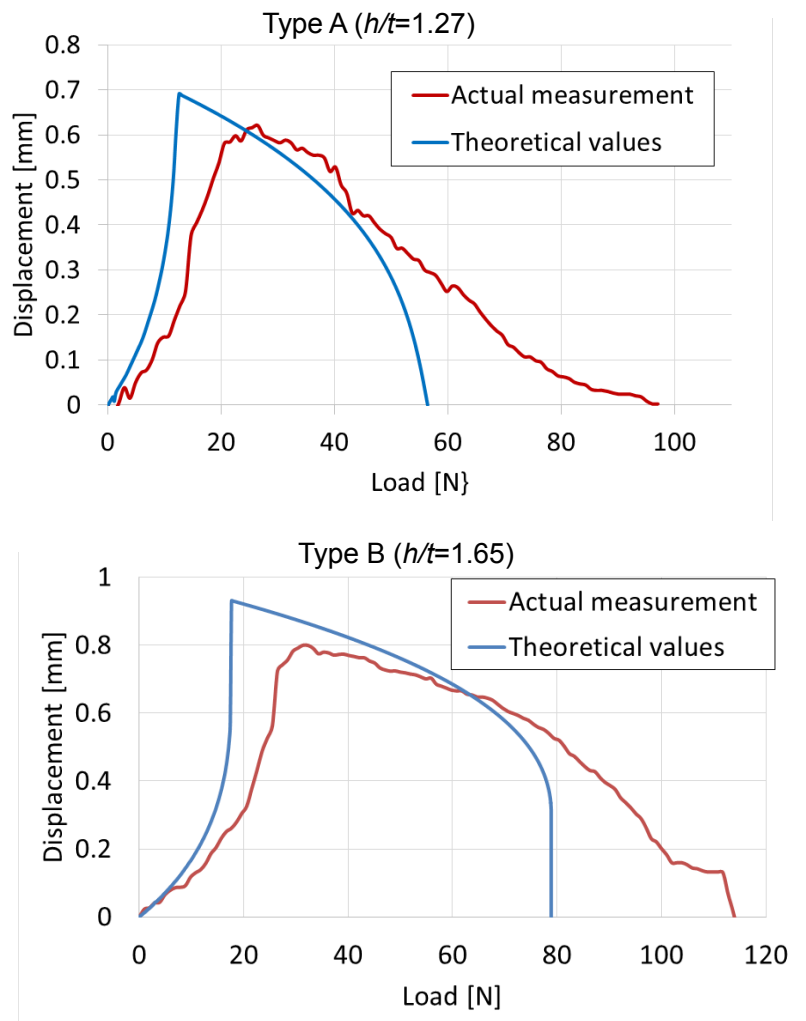 Type A (h/t=1.27)
0.8
0.7
0.6
0.5
0.4
0.3
0.2
0.1
0
Displacement [mm]
Actual measurement
Theoretical values
0 20 40 60 80 100
Load [N}
Type B (h/t=1.65)
1
0.8
0.6
0.4
0.2
0
Displacement [mm]
Actual measurement
Theoretical values
0 20 40 60 80 100 120
Load [N]